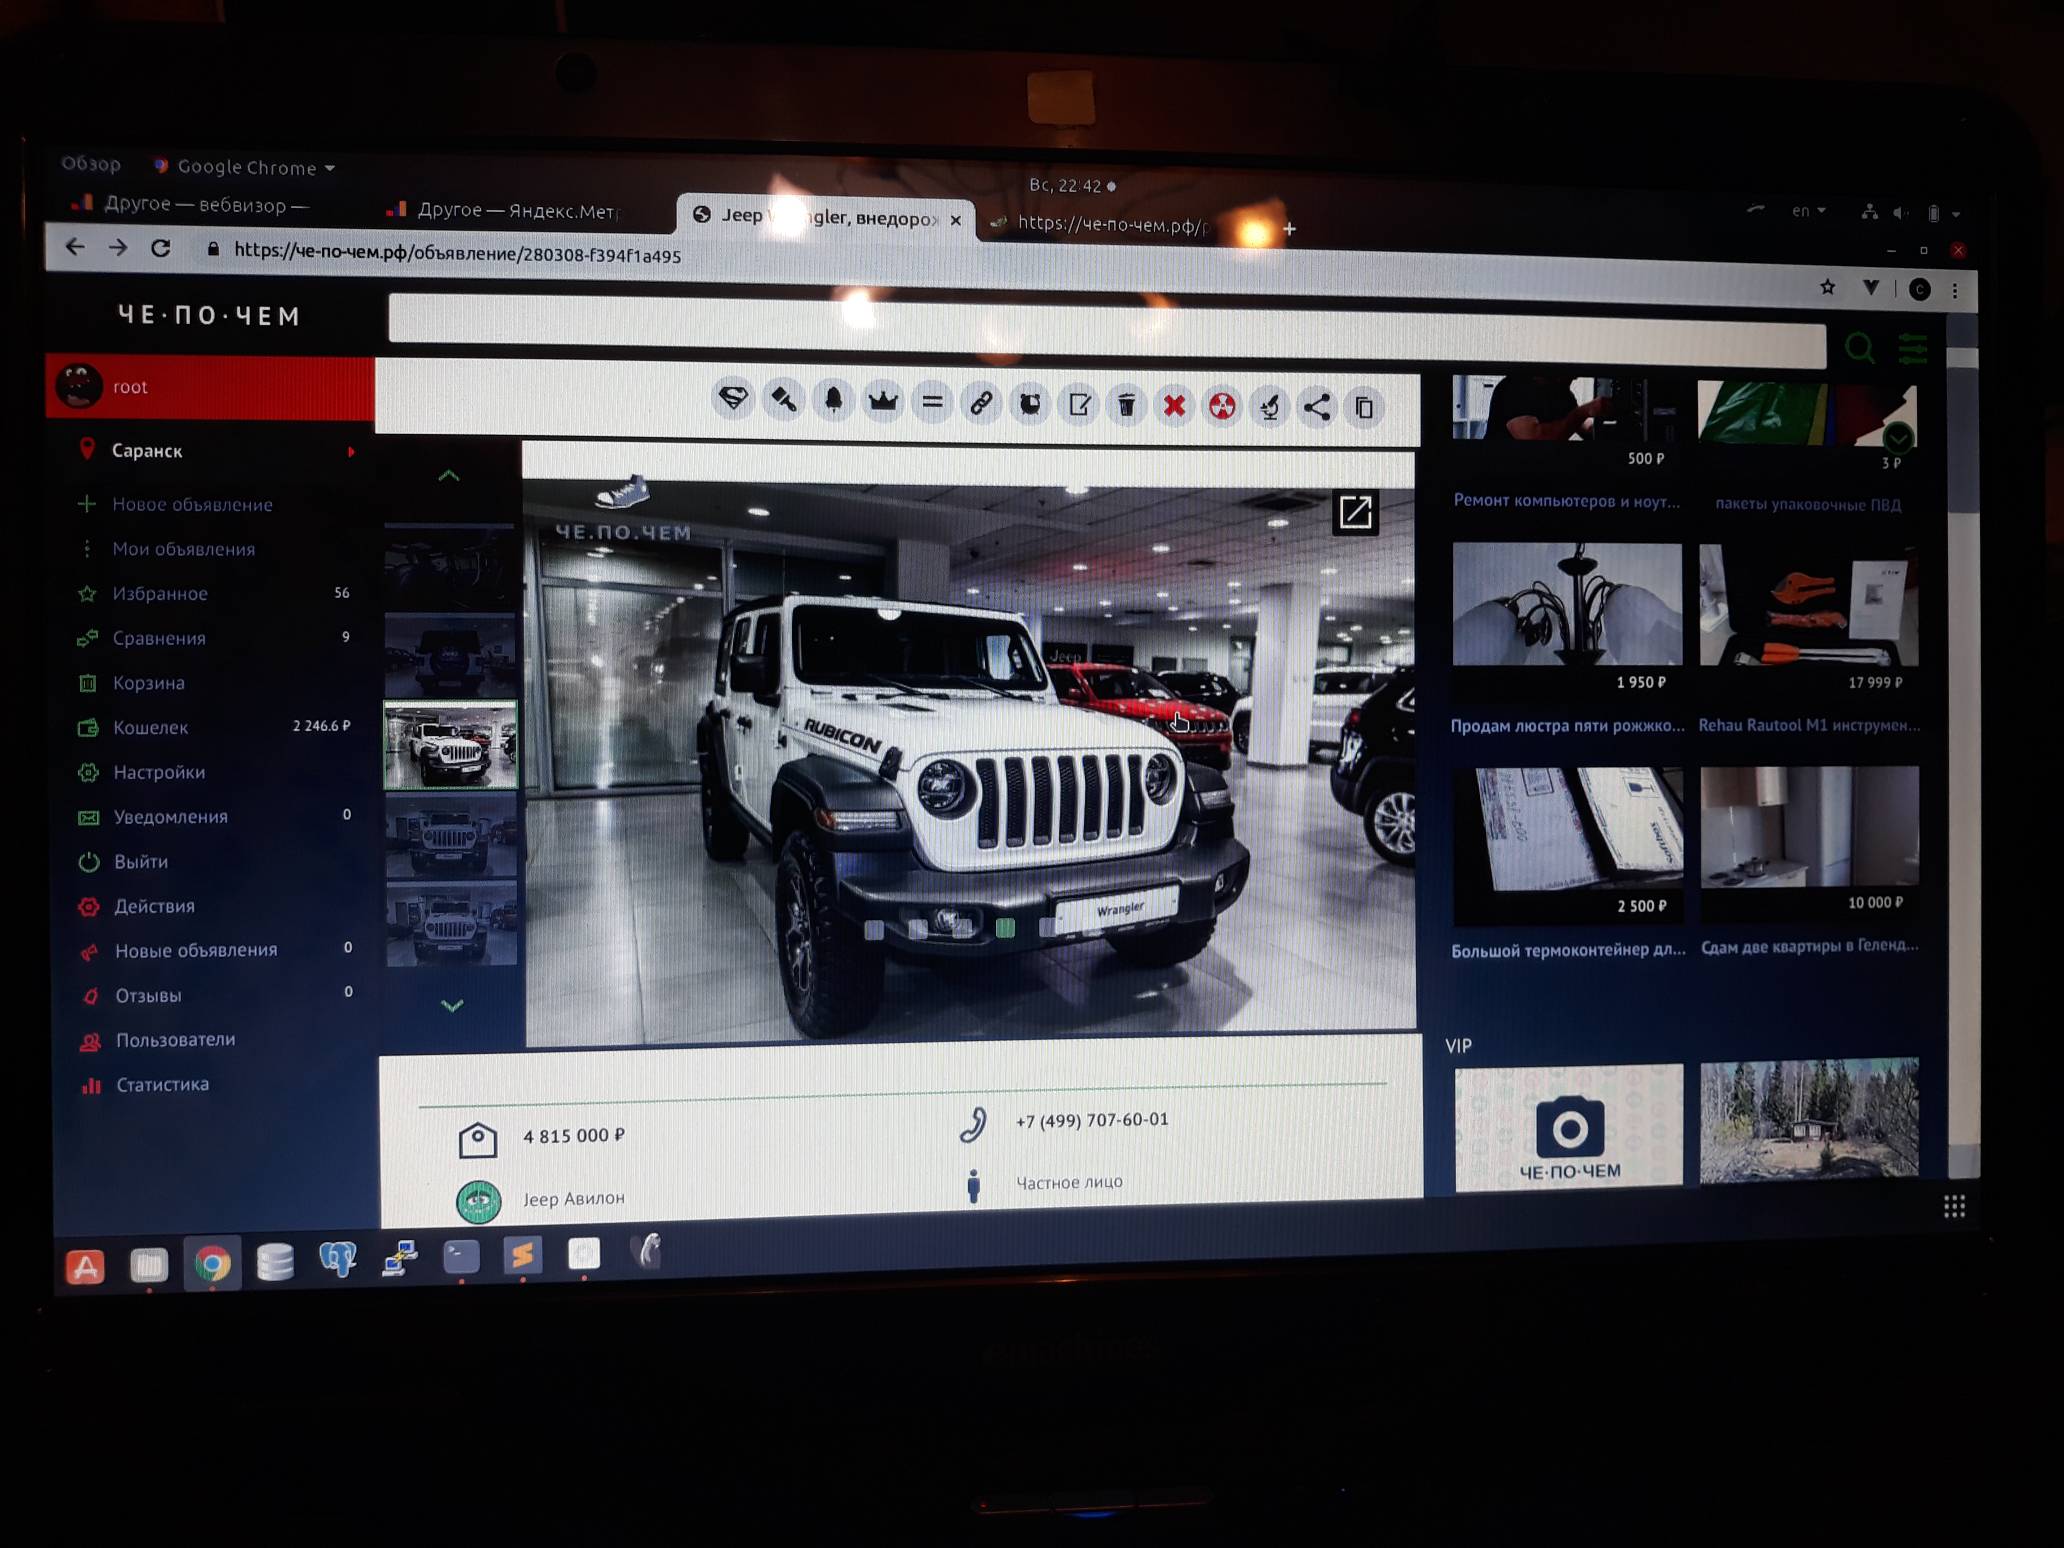 Обзор
Google Chrome
Вс, 22:42
en
Другое — вебвизор —
Другое — Яндекс.Мет
Jeep Wrangler, внедорож
https://че-по-чем.рф/р
https://че-по-чем.рф/объявление/280308-f394f1a495
ЧЕ·ПО·ЧЕМ
root
Саранск
Новое объявление
Мои объявления
Избранное 56
Сравнения 9
Корзина
Кошелек 2 246.6 ₽
Настройки
Уведомления 0
Выйти
Действия
Новые объявления 0
Отзывы 0
Пользователи
Статистика
ЧЕ.ПО.ЧЕМ
Jeep
RUBICON
Wrangler
4 815 000 ₽
+7 (499) 707-60-01
Jeep Авилон
Частное лицо
500 ₽
3 ₽
Ремонт компьютеров и ноут...
пакеты упаковочные ПВД
1 950 ₽
17 999 ₽
Продам люстра пяти рожжко...
Rehau Rautool M1 инструмен...
2 500 ₽
10 000 ₽
Большой термоконтейнер дл...
Сдам две квартиры в Геленд...
VIP
ЧЕ·ПО·ЧЕМ
emachines